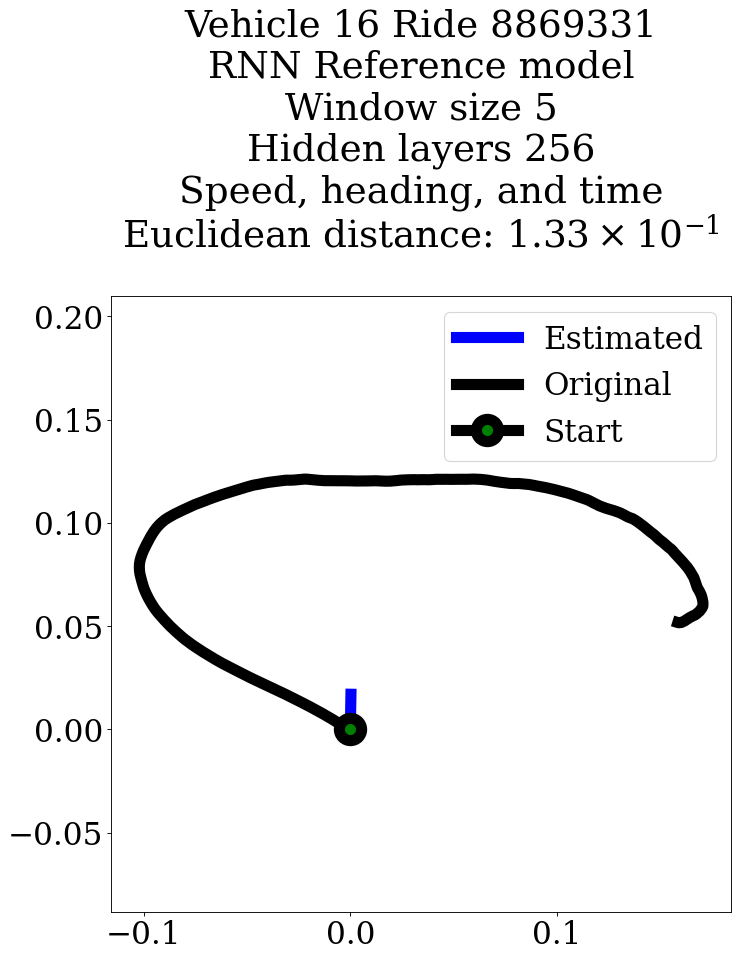 Vehicle 16 Ride 8869331
RNN Reference model
Window size 5
Hidden layers 256
Speed, heading, and time
Euclidean distance: 1.33 × 10⁻¹
Estimated
Original
Start
0.20
0.15
0.10
0.05
0.00
−0.05
−0.1
0.0
0.1